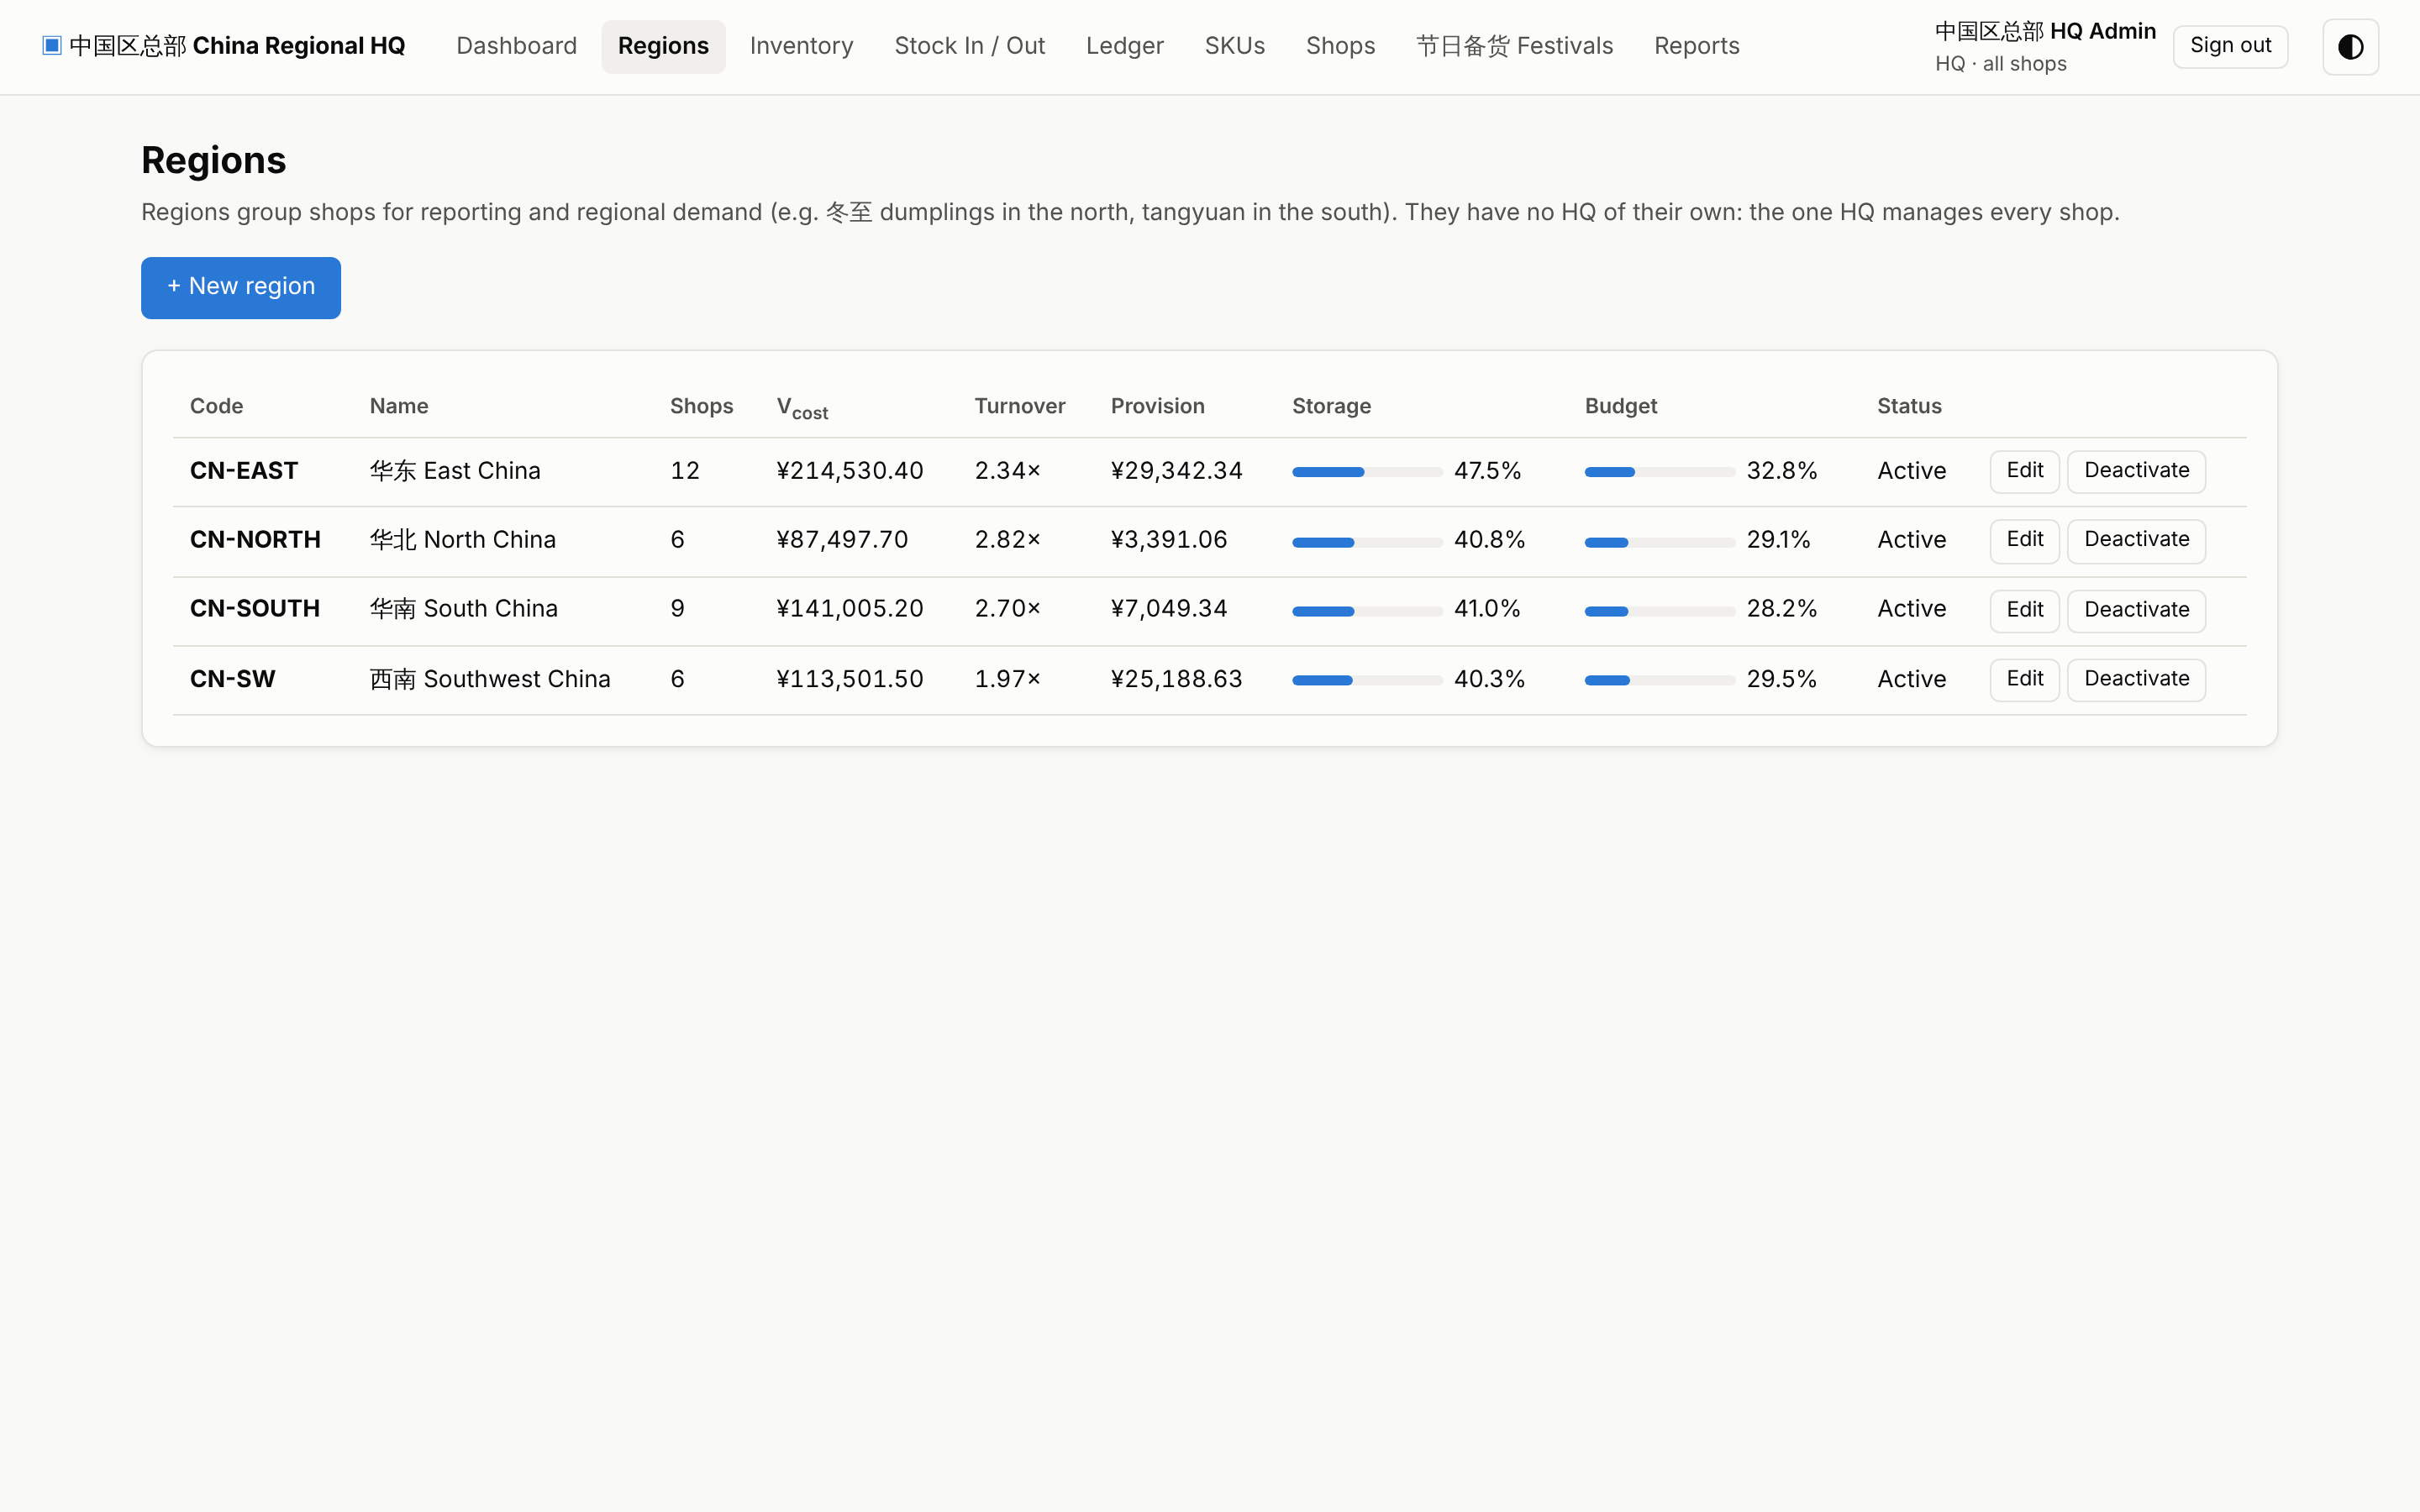 中国区总部 China Regional HQ Dashboard Regions Inventory Stock In / Out Ledger SKUs Shops 节日备货 Festivals Reports 中国区总部 HQ Admin Sign out
HQ · all shops
Regions
Regions group shops for reporting and regional demand (e.g. 冬至 dumplings in the north, tangyuan in the south). They have no HQ of their own: the one HQ manages every shop.
+ New region
Code Name Shops Vcost Turnover Provision Storage Budget Status
CN-EAST 华东 East China 12 ¥214,530.40 2.34× ¥29,342.34 47.5% 32.8% Active Edit Deactivate
CN-NORTH 华北 North China 6 ¥87,497.70 2.82× ¥3,391.06 40.8% 29.1% Active Edit Deactivate
CN-SOUTH 华南 South China 9 ¥141,005.20 2.70× ¥7,049.34 41.0% 28.2% Active Edit Deactivate
CN-SW 西南 Southwest China 6 ¥113,501.50 1.97× ¥25,188.63 40.3% 29.5% Active Edit Deactivate